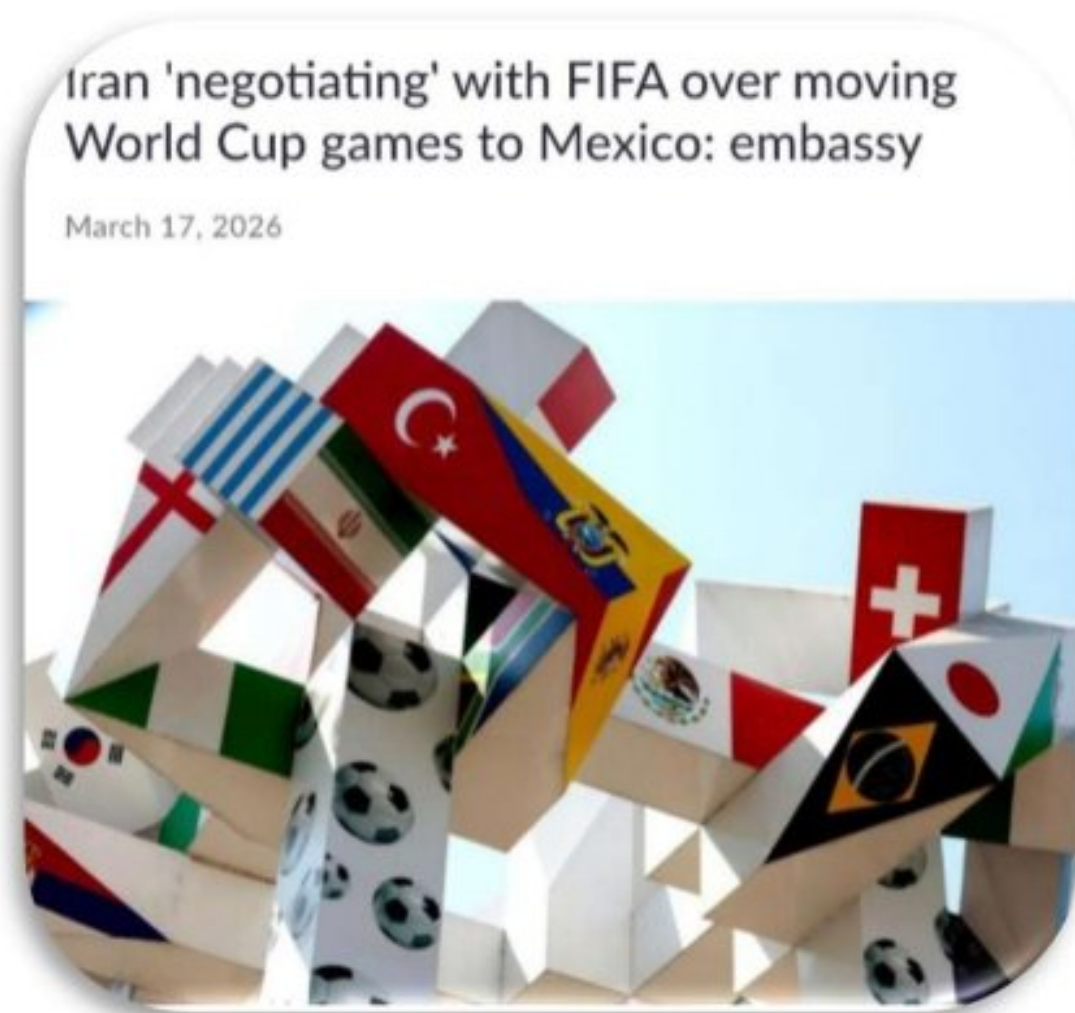 Iran 'negotiating' with FIFA over moving
World Cup games to Mexico: embassy
March 17, 2026